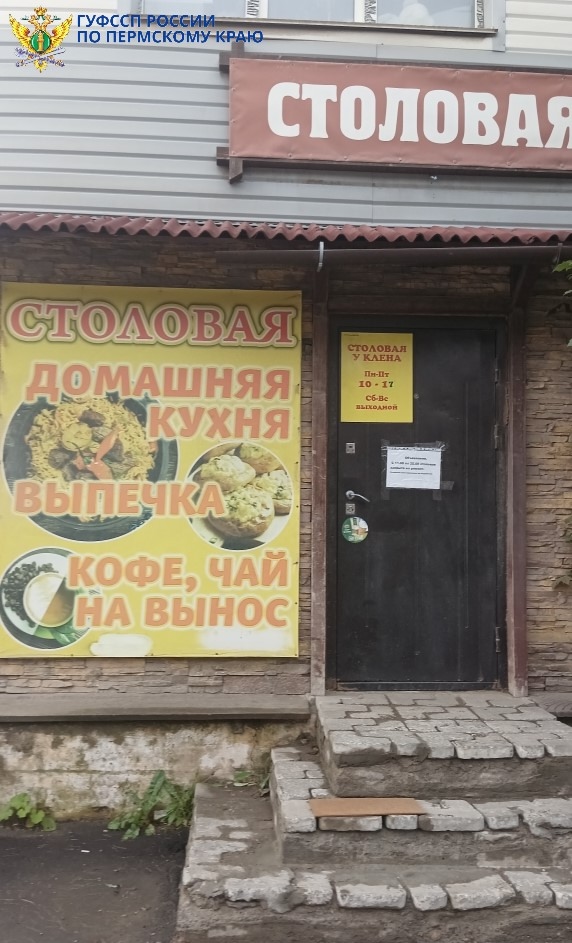 ГУФССП РОССИИ
ПО ПЕРМСКОМУ КРАЮ
СТОЛОВАЯ
СТОЛОВАЯ
ДОМАШНЯЯ
КУХНЯ
ВЫПЕЧКА
КОФЕ, ЧАЙ
НА ВЫНОС
СТОЛОВАЯ
У КЛЕНА
Пн-Пт
10 - 17
Сб-Вс
выходной